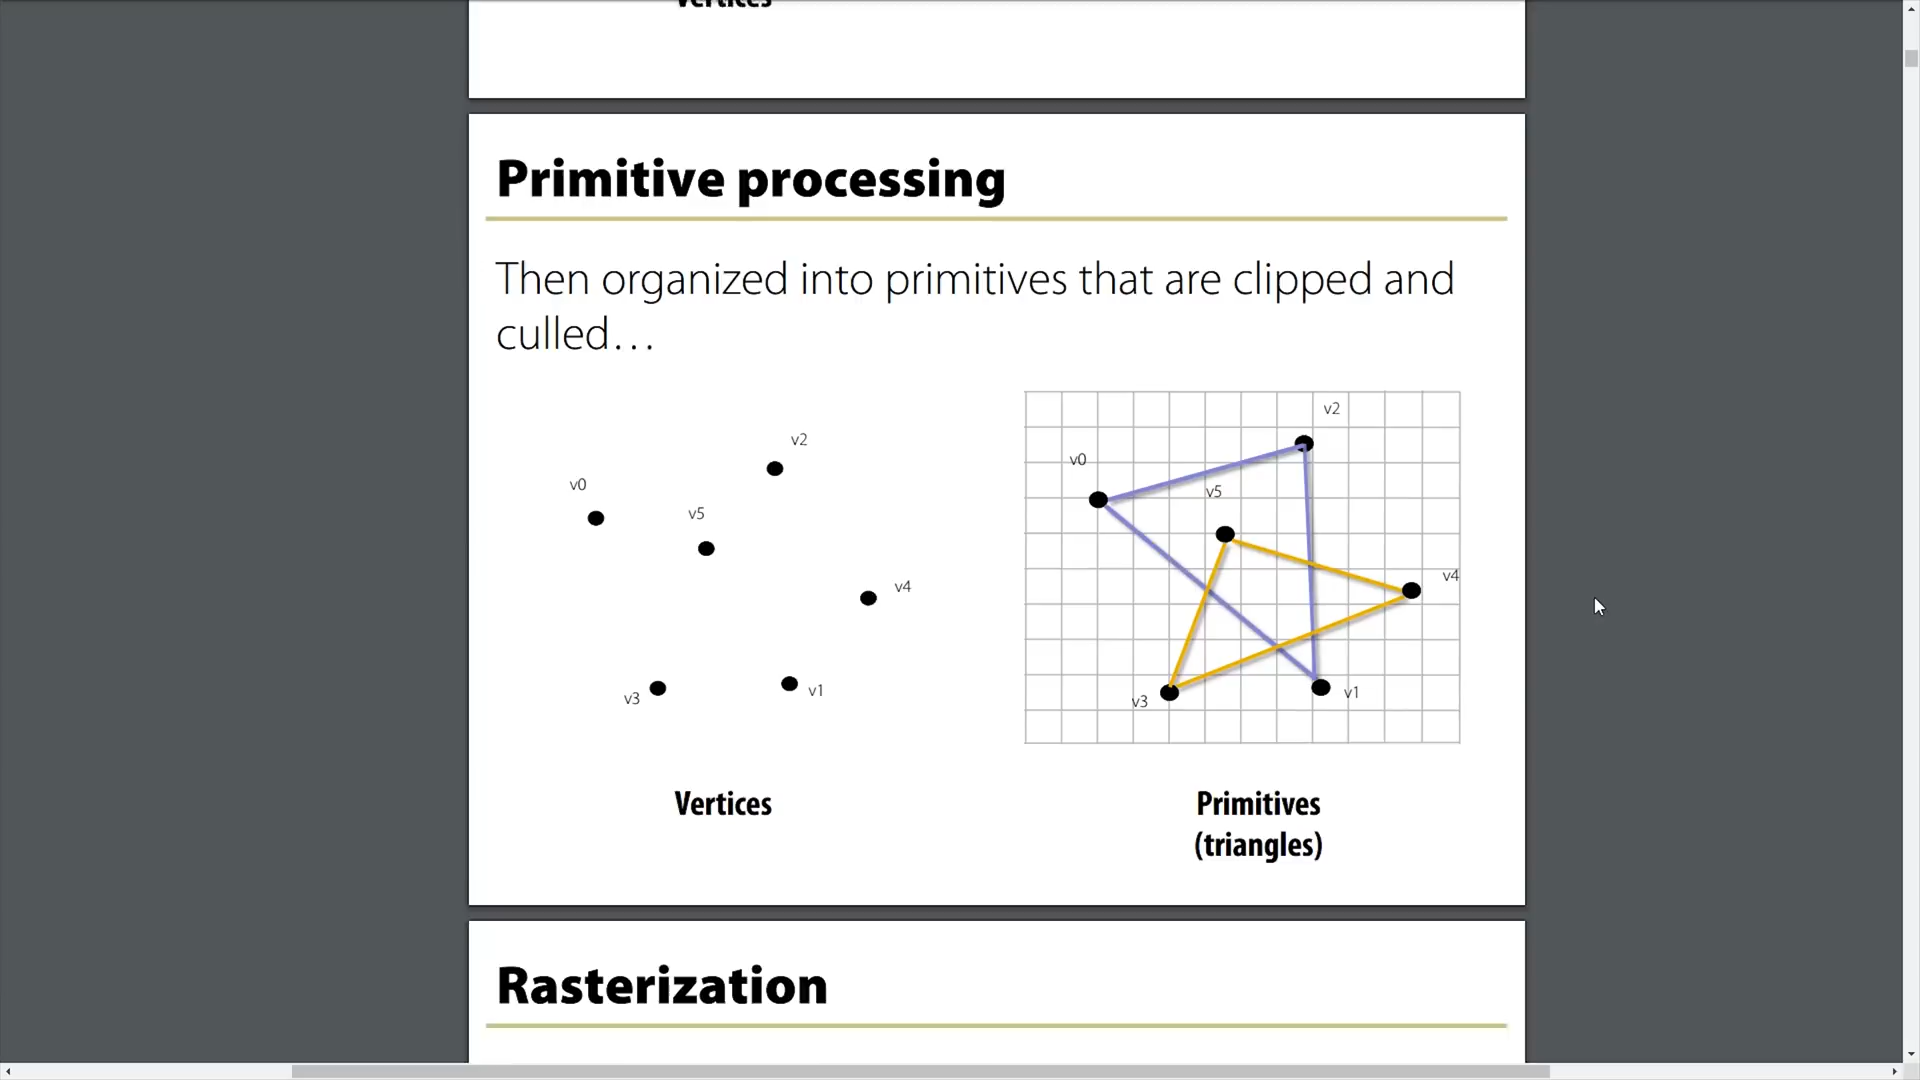 Vertices
Primitive processing
Then organized into primitives that are clipped and
culled…
v2
v0
v5
v4
v3
v1
Vertices
v2
v0
v5
v4
v3
v1
Primitives
(triangles)
Rasterization